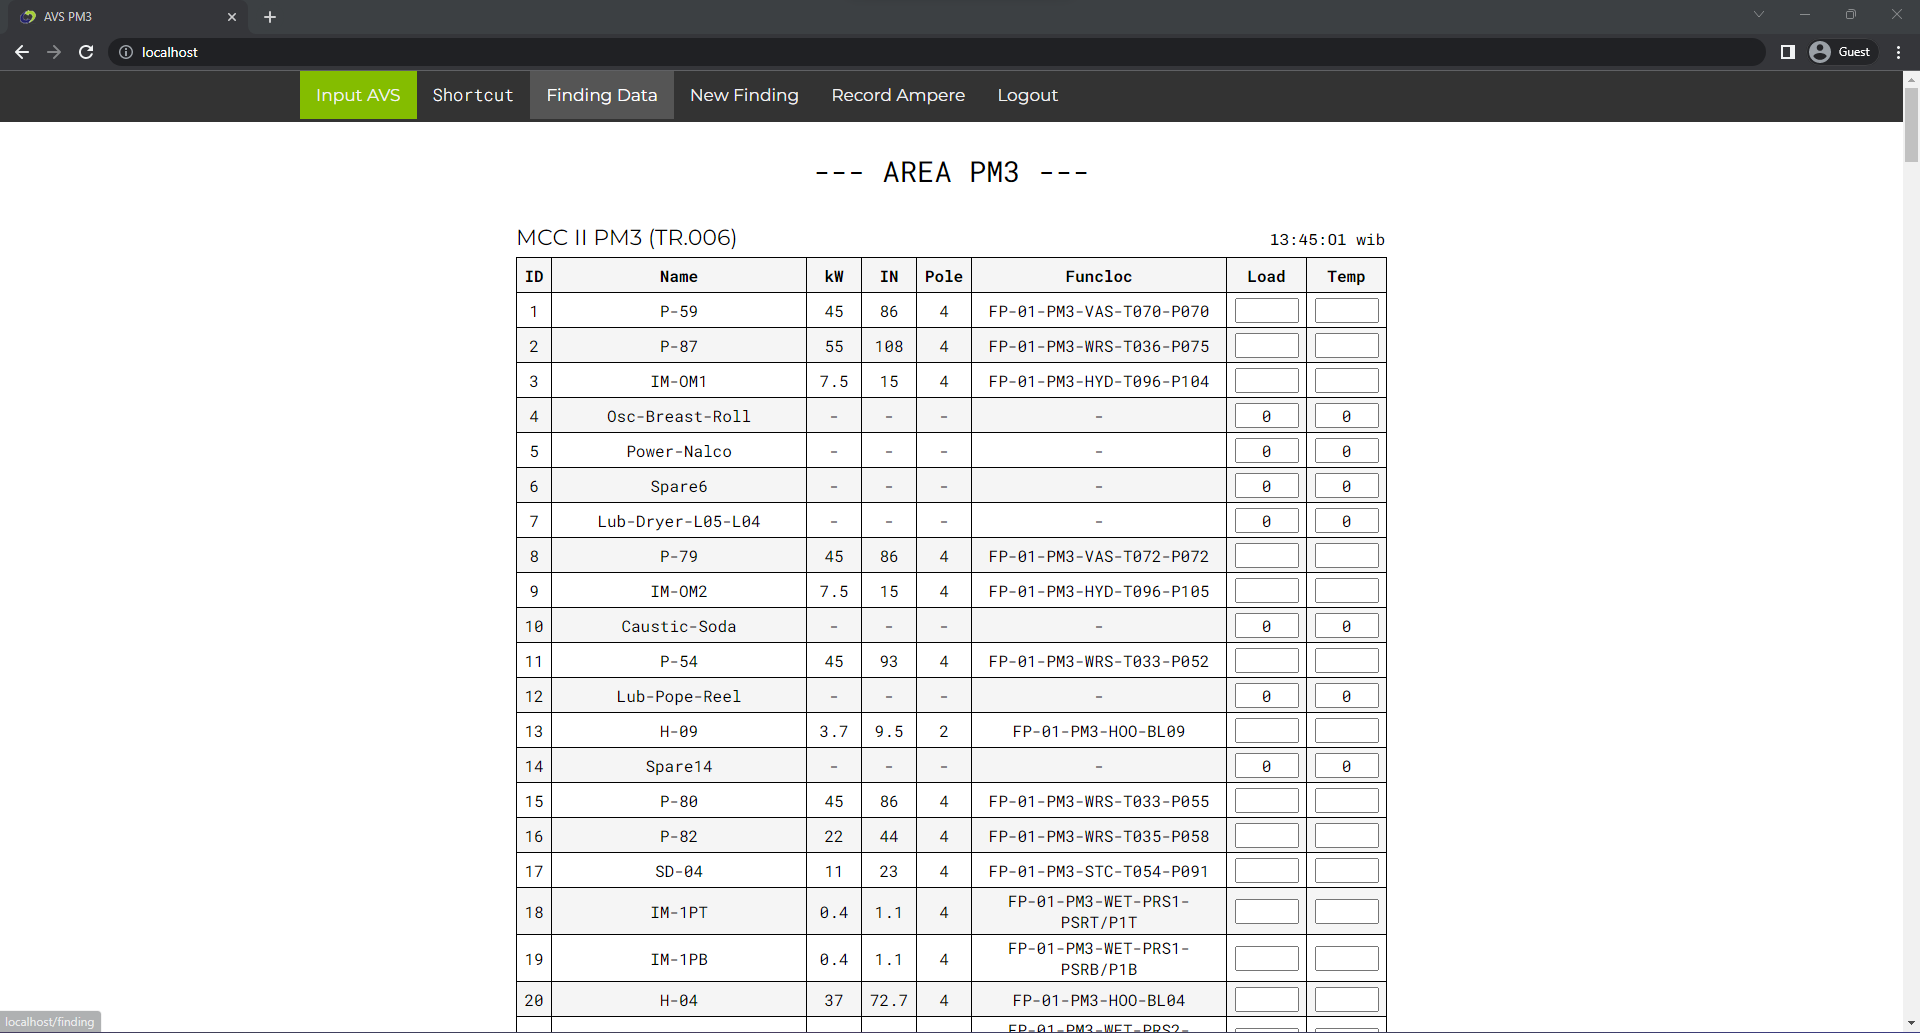 AVS PM3
localhost
Guest
Input AVS Shortcut Finding Data New Finding Record Ampere Logout
--- AREA PM3 ---
MCC II PM3 (TR.006) 13:45:01 wib
ID Name kW IN Pole Funcloc Load Temp
1 P-59 45 86 4 FP-01-PM3-VAS-T070-P070
2 P-87 55 108 4 FP-01-PM3-WRS-T036-P075
3 IM-OM1 7.5 15 4 FP-01-PM3-HYD-T096-P104
4 Osc-Breast-Roll - - - - 0 0
5 Power-Nalco - - - - 0 0
6 Spare6 - - - - 0 0
7 Lub-Dryer-L05-L04 - - - - 0 0
8 P-79 45 86 4 FP-01-PM3-VAS-T072-P072
9 IM-OM2 7.5 15 4 FP-01-PM3-HYD-T096-P105
10 Caustic-Soda - - - - 0 0
11 P-54 45 93 4 FP-01-PM3-WRS-T033-P052
12 Lub-Pope-Reel - - - - 0 0
13 H-09 3.7 9.5 2 FP-01-PM3-HOO-BL09
14 Spare14 - - - - 0 0
15 P-80 45 86 4 FP-01-PM3-WRS-T033-P055
16 P-82 22 44 4 FP-01-PM3-WRS-T035-P058
17 SD-04 11 23 4 FP-01-PM3-STC-T054-P091
18 IM-1PT 0.4 1.1 4 FP-01-PM3-WET-PRS1-
PSRT/P1T
19 IM-1PB 0.4 1.1 4 FP-01-PM3-WET-PRS1-
PSRB/P1B
20 H-04 37 72.7 4 FP-01-PM3-HOO-BL04
FP-01-PM3-WET-PRS2-
localhost/finding